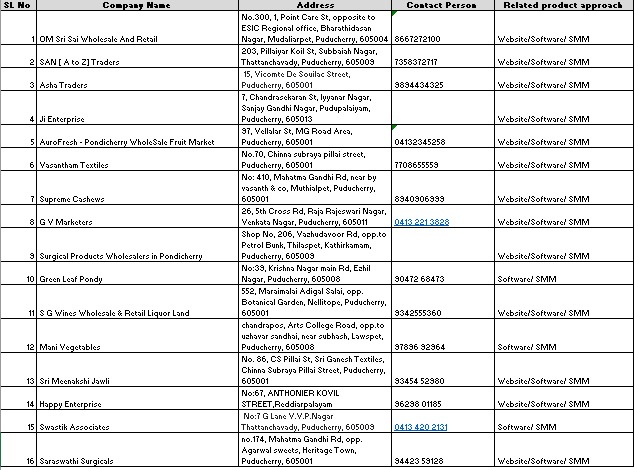 SL No Company Name Address Contact Person Related product approach
No.300, 1, Point Care St, opposite to
ESIC Regional office, Bharathidasan
1 OM Sri Sai Wholesale And Retail Nagar, Mudaliarpet, Puducherry, 605004 8667272100 Website/Software/ SMM
203, Pillaiyar Koil St, Subbaiah Nagar,
2 SAN [ A to Z] Traders Thattanchavady, Puducherry, 605009 7358372717 Website/Software/ SMM
15, Vicomte De Souilac Street,
3 Asha Traders Puducherry, 605001 9894434325 Website/Software/ SMM
7, Chandrasekaran St, Iyyanar Nagar,
Sanjay Gandhi Nagar, Pudupalaiyam,
4 Ji Enterprise Puducherry, 605013 Website/Software/ SMM
97, Vellalar St, MG Road Area,
5 AuroFresh - Pondicherry WholeSale Fruit Market Puducherry, 605001 04132345258 Website/Software/ SMM
No.70, Chinna subraya pillai street,
6 Vasantham Textiles Puducherry, 605001 7708655559 Website/Software/ SMM
No: 410, Mahatma Gandhi Rd, near by
vasanth & co, Muthialpet, Puducherry,
7 Supreme Cashews 605001 8940906999 Website/Software/ SMM
26, 5th Cross Rd, Raja Rajeswari Nagar,
8 G V Marketers Venkata Nagar, Puducherry, 605011 0413 221 3828 Website/Software/ SMM
Shop No, 206, Vazhudavoor Rd, opp.to
Petrol Bunk, Thilaspet, Kathirkamam,
9 Surgical Products Wholesalers in Pondicherry Puducherry, 605009 Website/Software/ SMM
No:39, Krishna Nagar main Rd, Ezhil
10 Green Leaf Pondy Nagar, Puducherry, 605008 90472 68473 Software/ SMM
552, Maraimalai Adigal Salai, opp.
Botanical Garden, Nellitope, Puducherry,
11 S G Wines Wholesale & Retail Liquor Land 605001 9342555360 Website/Software/ SMM
chandrapos, Arts College Road, opp.to
uzhavar sandhai, near subhash, Lawspet,
12 Mani Vegetables Puducherry, 605008 97896 92964 Software/ SMM
No. 86, CS Pillai St, Sri Ganesh Textiles,
Chinna Subraya Pillai Street, Puducherry,
13 Sri Meenakshi Jawli 605001 93454 52980 Website/Software/ SMM
No:67, ANTHONIER KOVIL
14 Happy Enterprise STREET,Reddiarpalayam 96298 01185 Website/Software/ SMM
No:7 G Lane V.V.P.Nagar
15 Swastik Associates Thattanchavady, Puducherry, 605009 0413 420 2131 Software/ SMM
no.174, Mahatma Gandhi Rd, opp.
Agarwal sweets, Heritage Town,
16 Saraswathi Surgicals Puducherry, 605001 94423 59128 Website/Software/ SMM